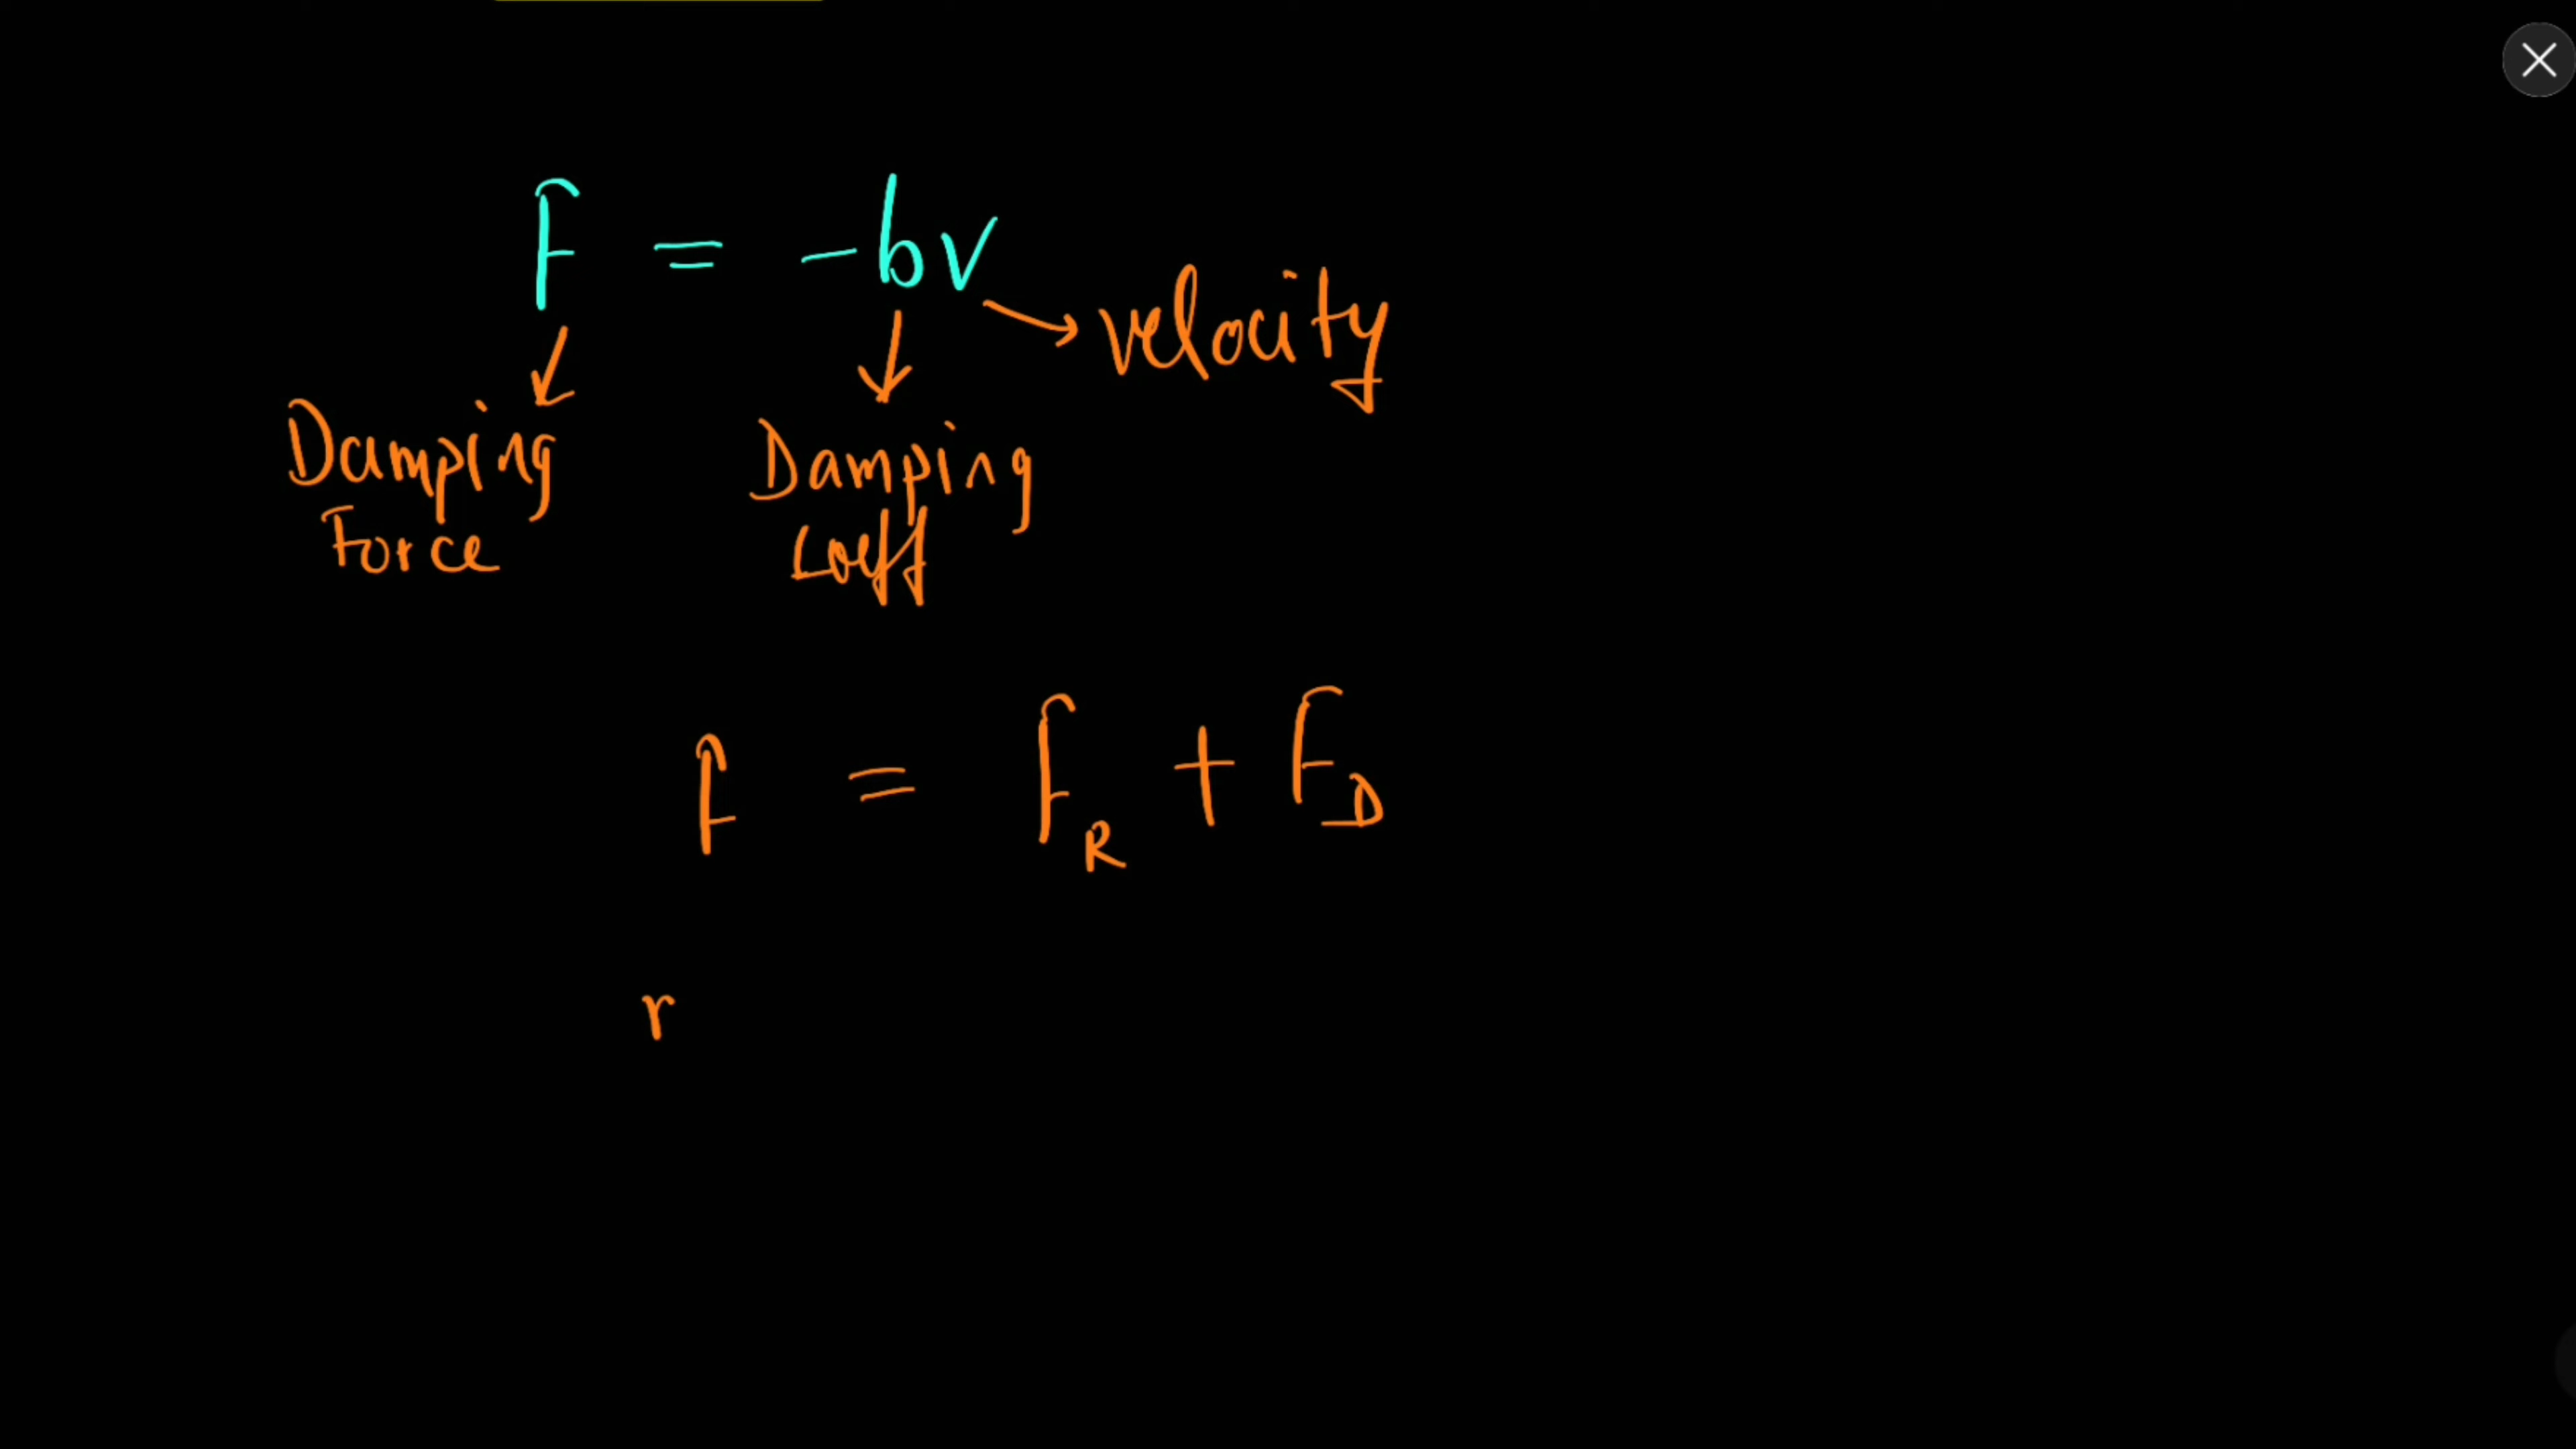 F = -bv → velocity
Damping Force
Damping Coeff
F = F_R + F_D
r